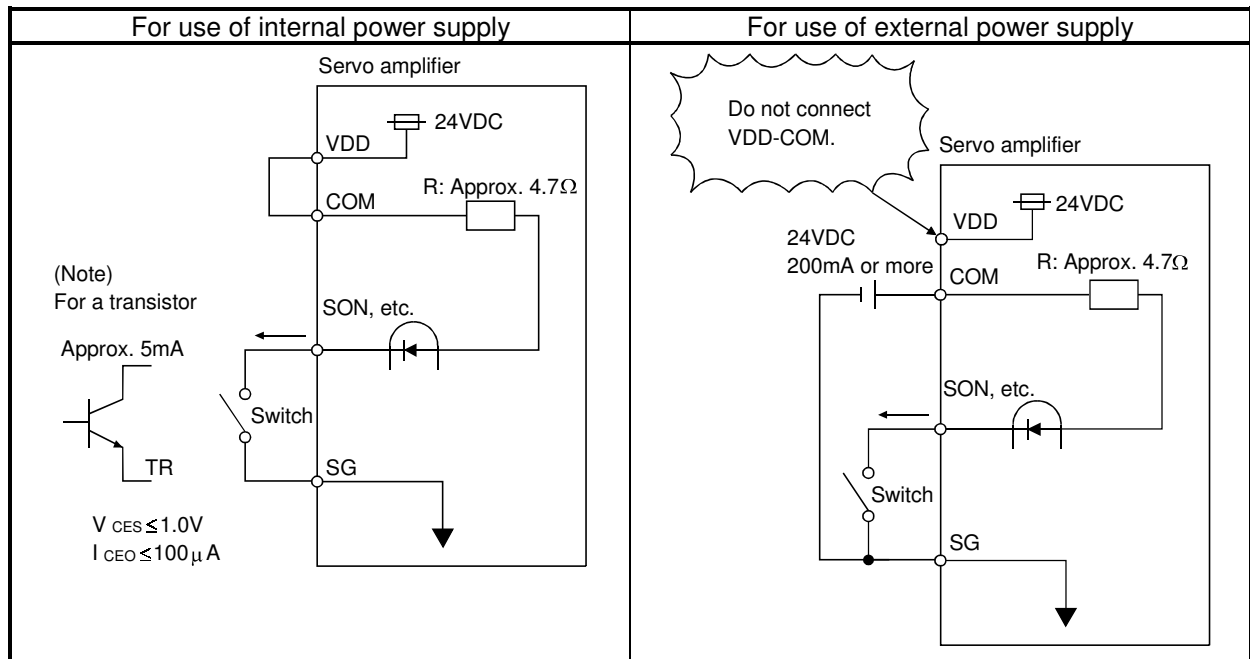 For use of internal power supply
For use of external power supply
Servo amplifier
24VDC
VDD
R: Approx. 4.7Ω
COM
(Note)
For a transistor
SON, etc.
Approx. 5mA
Switch
TR
SG
V CES ≤1.0V
I CEO ≤100 μ A
Do not connect
VDD-COM.
Servo amplifier
24VDC
VDD
24VDC
200mA or more
R: Approx. 4.7Ω
COM
SON, etc.
Switch
SG